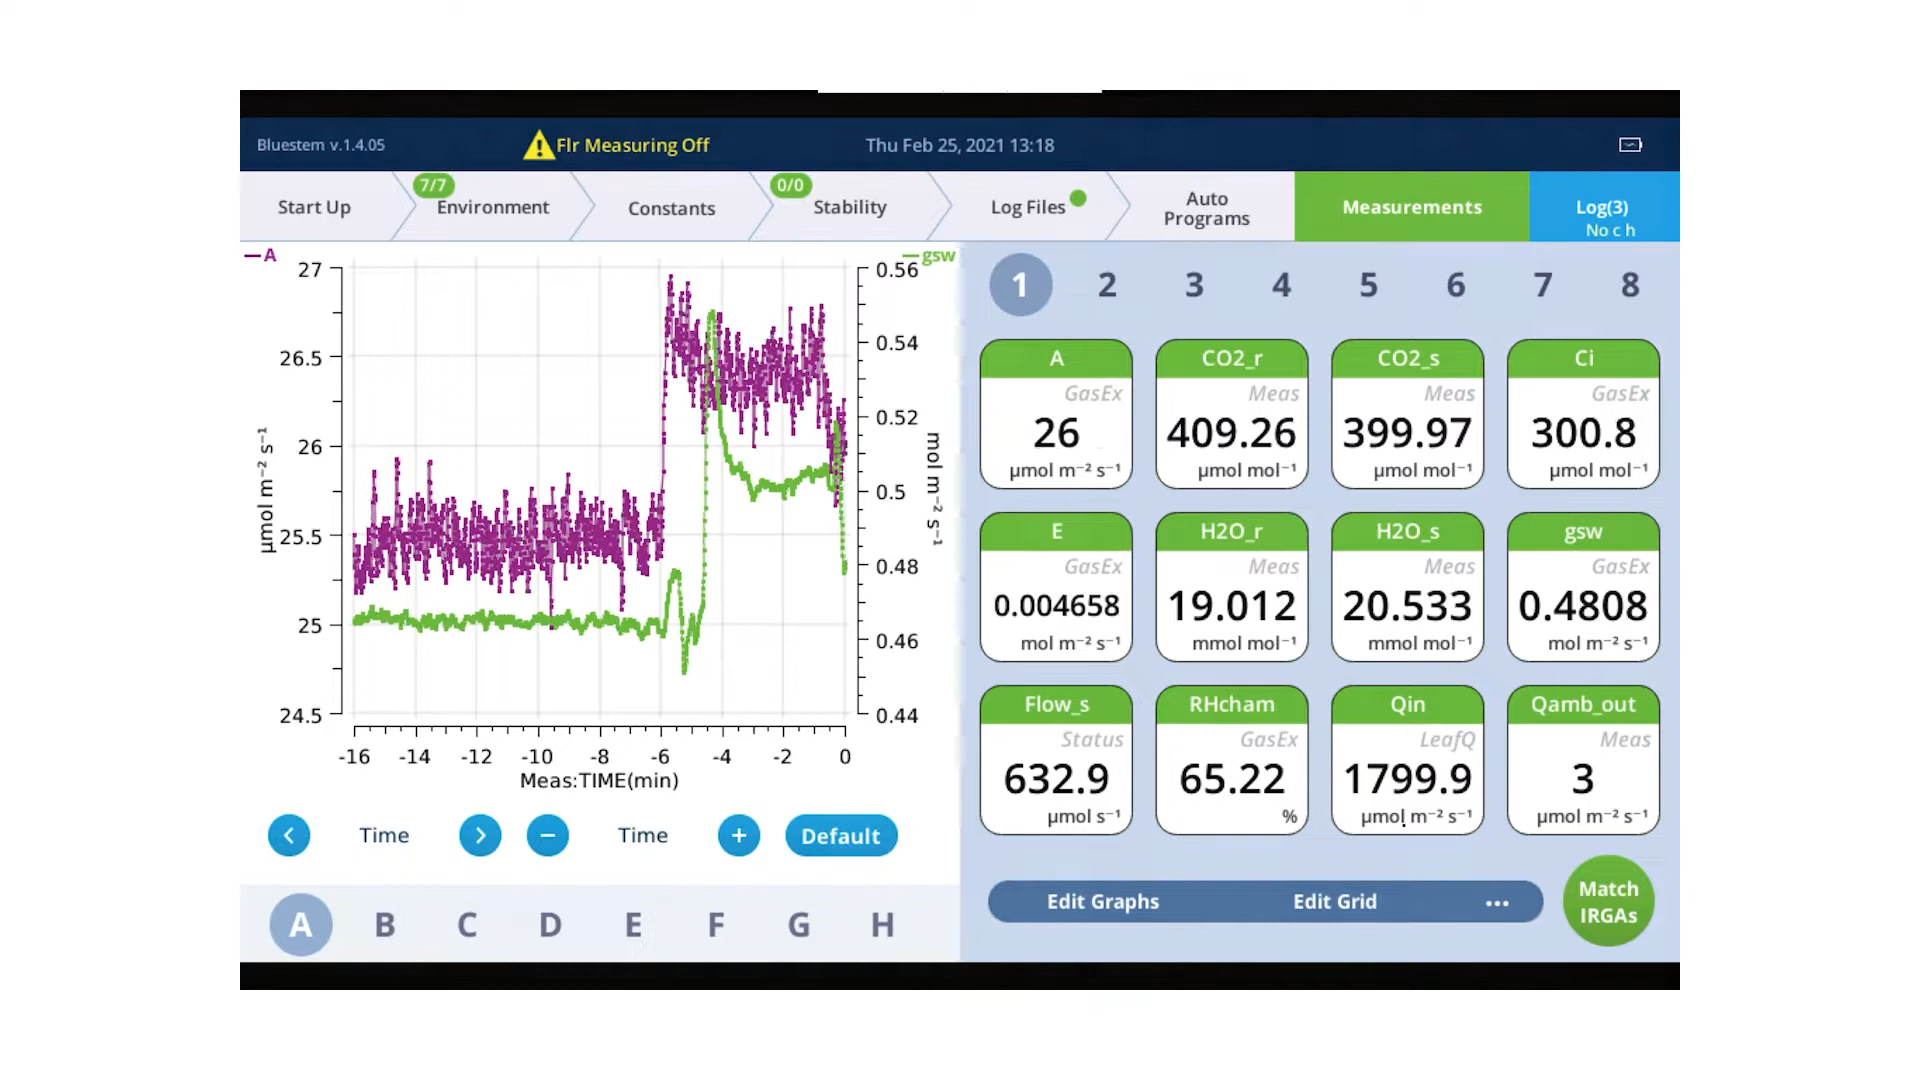 Bluestem v.1.4.05
Flr Measuring Off
Thu Feb 25, 2021 13:18
Start Up
7/7
Environment
Constants
0/0
Stability
Log Files
Auto
Programs
Measurements
Log(3)
No c h
A
gsw
27
26.5
26
25.5
25
24.5
μmol m⁻² s⁻¹
0.56
0.54
0.52
0.5
0.48
0.46
0.44
mol m⁻² s⁻¹
-16 -14 -12 -10 -8 -6 -4 -2 0
Meas:TIME(min)
Time
Time
Default
A B C D E F G H
1 2 3 4 5 6 7 8
A
GasEx
26
μmol m⁻² s⁻¹
CO2_r
Meas
409.26
μmol mol⁻¹
CO2_s
Meas
399.97
μmol mol⁻¹
Ci
GasEx
300.8
μmol mol⁻¹
E
GasEx
0.004658
mol m⁻² s⁻¹
H2O_r
Meas
19.012
mmol mol⁻¹
H2O_s
Meas
20.533
mmol mol⁻¹
gsw
GasEx
0.4808
mol m⁻² s⁻¹
Flow_s
Status
632.9
μmol s⁻¹
RHcham
GasEx
65.22
%
Qin
LeafQ
1799.9
μmol m⁻² s⁻¹
Qamb_out
Meas
3
μmol m⁻² s⁻¹
Edit Graphs
Edit Grid
...
Match
IRGAs